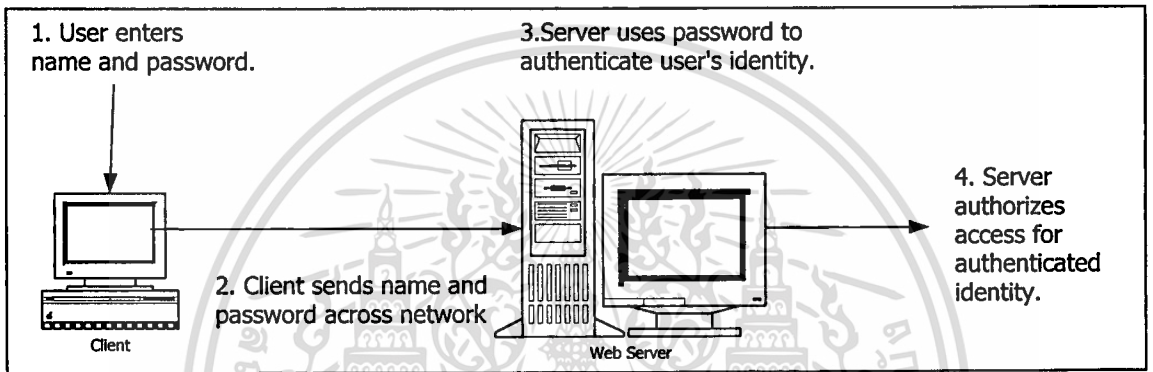 1. User enters
name and password.
3.Server uses password to
authenticate user's identity.
2. Client sends name and
password across network
4. Server
authorizes
access for
authenticated
identity.
Client
Web Server